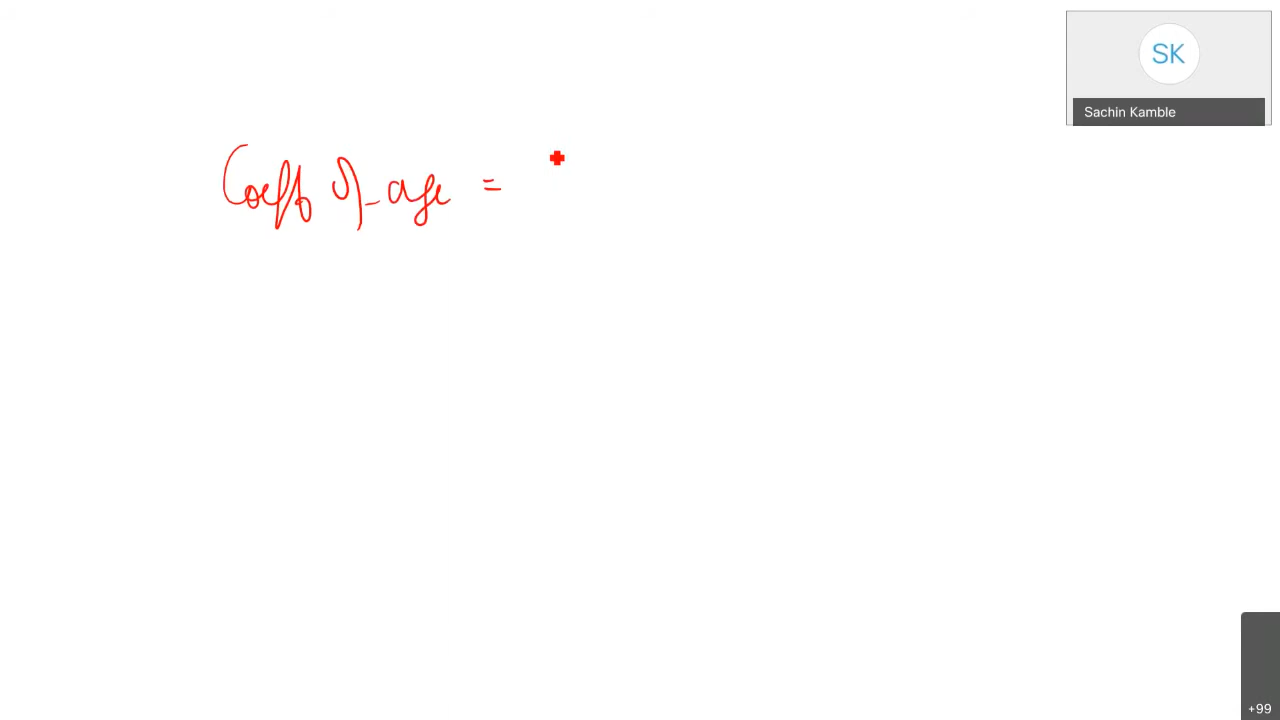 SK
Sachin Kamble
Coeff of age =
+99